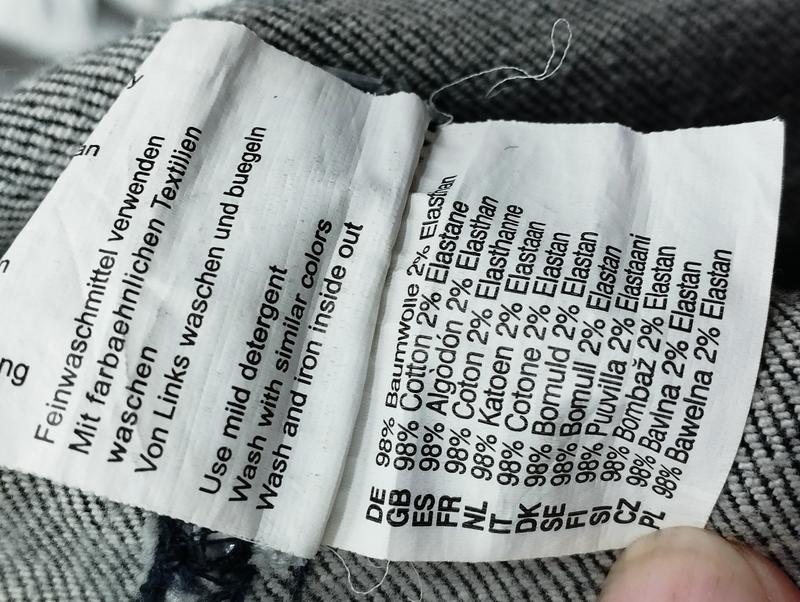 Feinwaschmittel verwenden
Mit farbaehnlichen Textilien
waschen
Von Links waschen und buegeln
Use mild detergent
Wash with similar colors
Wash and iron inside out
DE 98% Baumwolle 2% Elasthan
GB 98% Cotton 2% Elastane
ES 98% Algòdón 2% Elasthan
FR 98% Coton 2% Elasthanne
NL 98% Katoen 2% Elastaan
IT 98% Cotone 2% Elastan
DK 98% Bomuld 2% Elastan
SE 98% Bomull 2% Elastan
FI 98% Puuvilla 2% Elastaani
SI 98% Bombaž 2% Elastan
CZ 98% Bavlna 2% Elastan
PL 98% Bawelna 2% Elastan